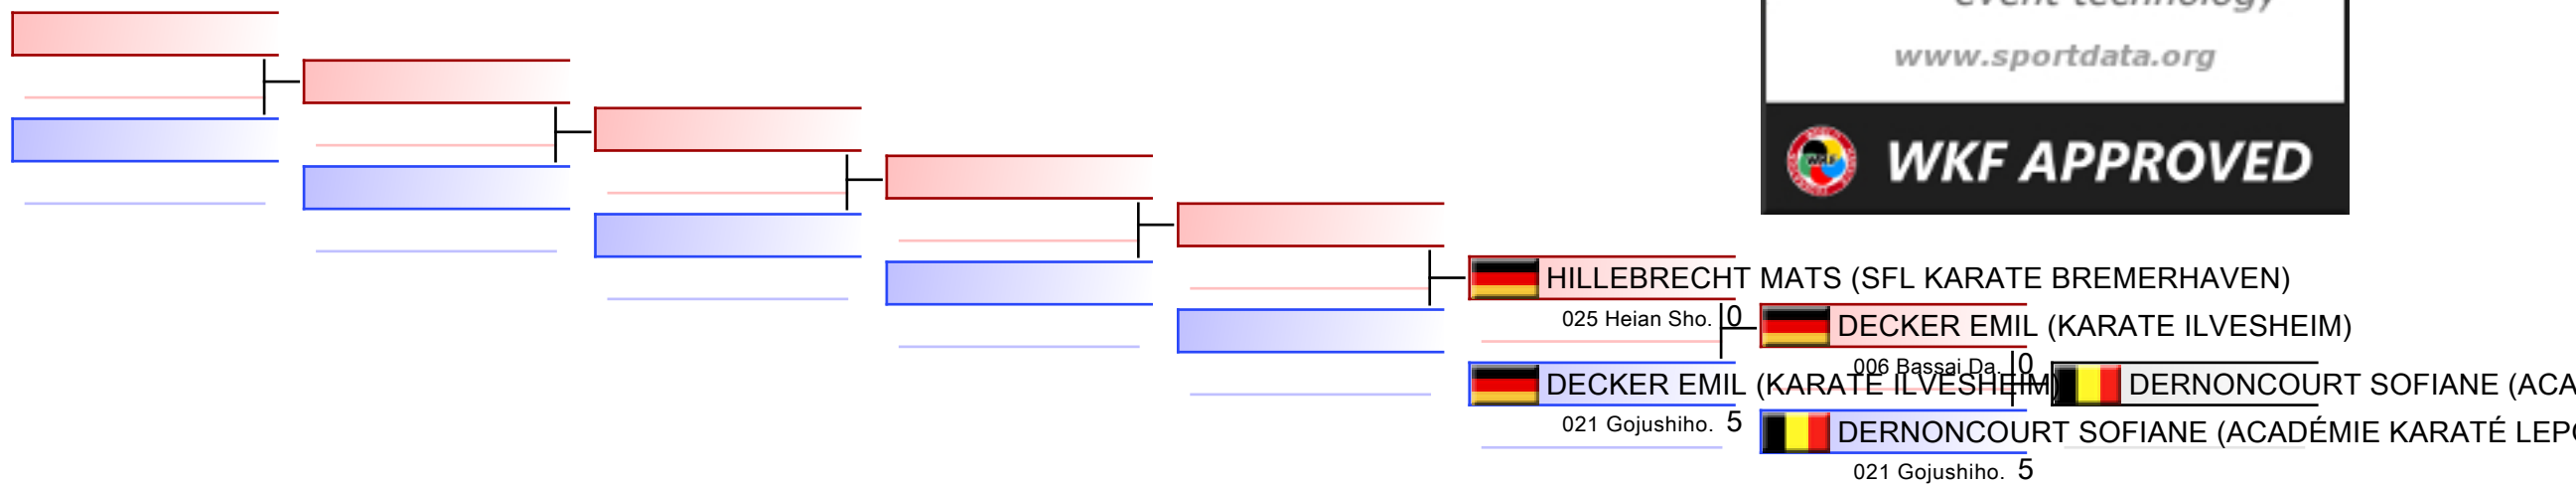 event technology
www.sportdata.org
WKF APPROVED
HILLEBRECHT MATS (SFL KARATE BREMERHAVEN)
025 Heian Sho. 0
DECKER EMIL (KARATE ILVESHEIM)
006 Bassai Da. 0
DECKER EMIL (KARATE ILVESHEIM)
DERNONCOURT SOFIANE (ACA
021 Gojushiho. 5
DERNONCOURT SOFIANE (ACADÉMIE KARATÉ LEP
021 Gojushiho. 5